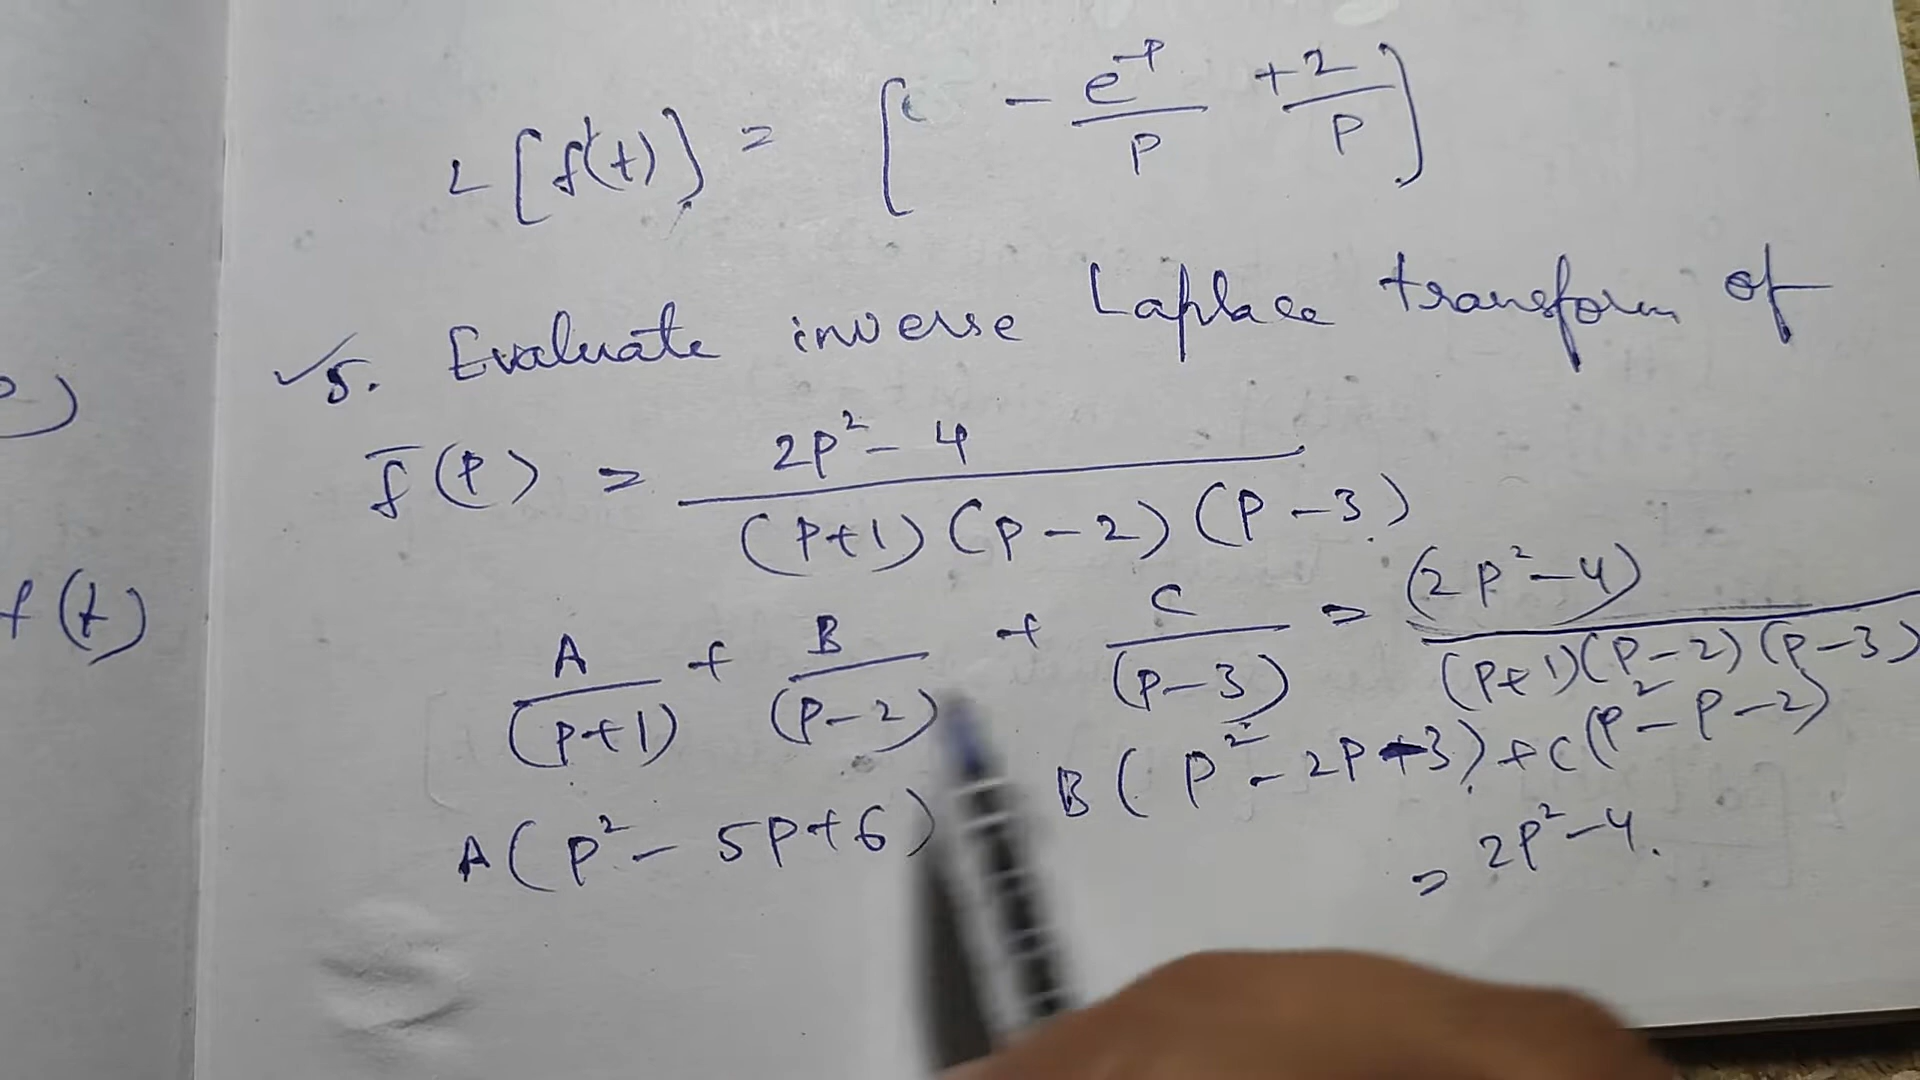 L[f'(t)] = [ - e^-P/P + 2/P ]
5. Evaluate inverse Laplace transform of
f̄(P) = 2P² - 4 / (P+1)(P-2)(P-3)
A/(P+1) + B/(P-2) + C/(P-3) = (2P²-4)/(P+1)(P-2)(P-3)
A(P² - 5P + 6) B(P² - 2P - 3) + C(P² - P - 2)
= 2P² - 4.
f(t)